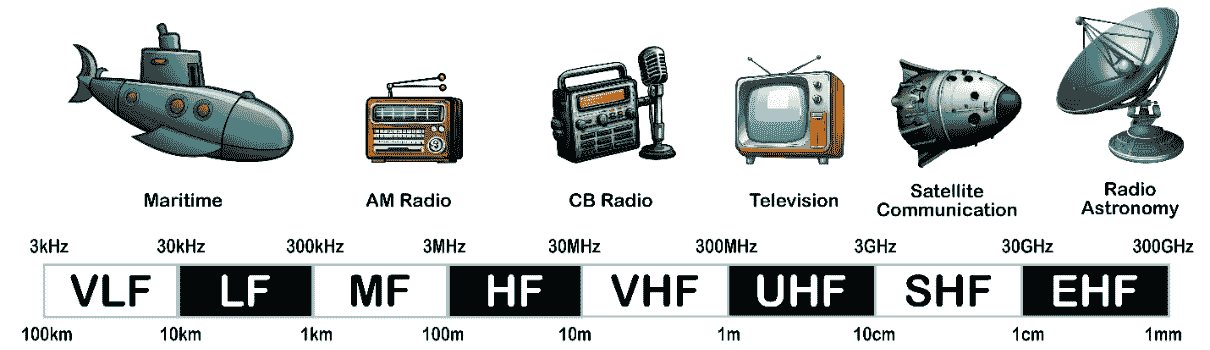 Maritime
AM Radio
CB Radio
Television
Satellite
Communication
Radio
Astronomy
3kHz 30kHz 300kHz 3MHz 30MHz 300MHz 3GHz 30GHz 300GHz
VLF LF MF HF VHF UHF SHF EHF
100km 10km 1km 100m 10m 1m 10cm 1cm 1mm